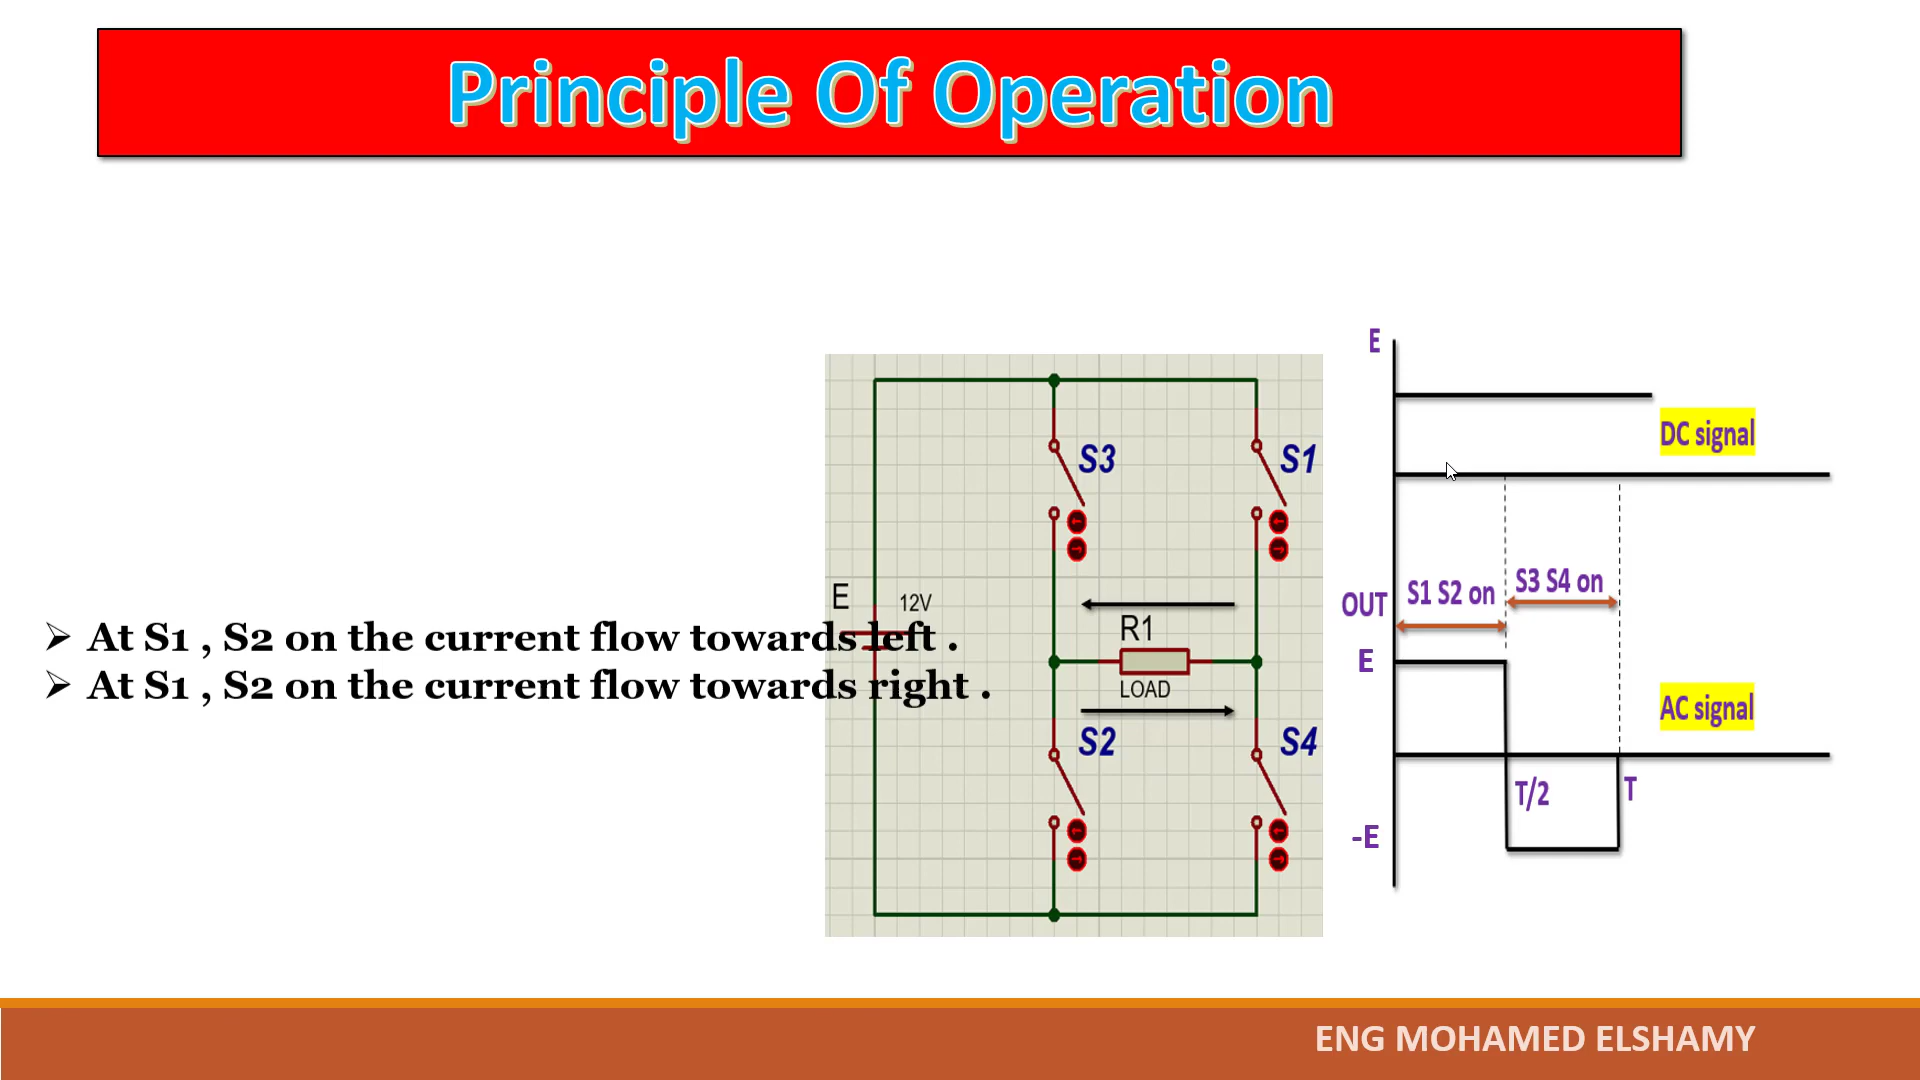 Principle Of Operation
➢ At S1 , S2 on the current flow towards left .
➢ At S1 , S2 on the current flow towards right .
S3
S1
E
12V
R1
LOAD
S2
S4
E
DC signal
S1 S2 on
S3 S4 on
OUT
E
AC signal
T/2
T
-E
ENG MOHAMED ELSHAMY